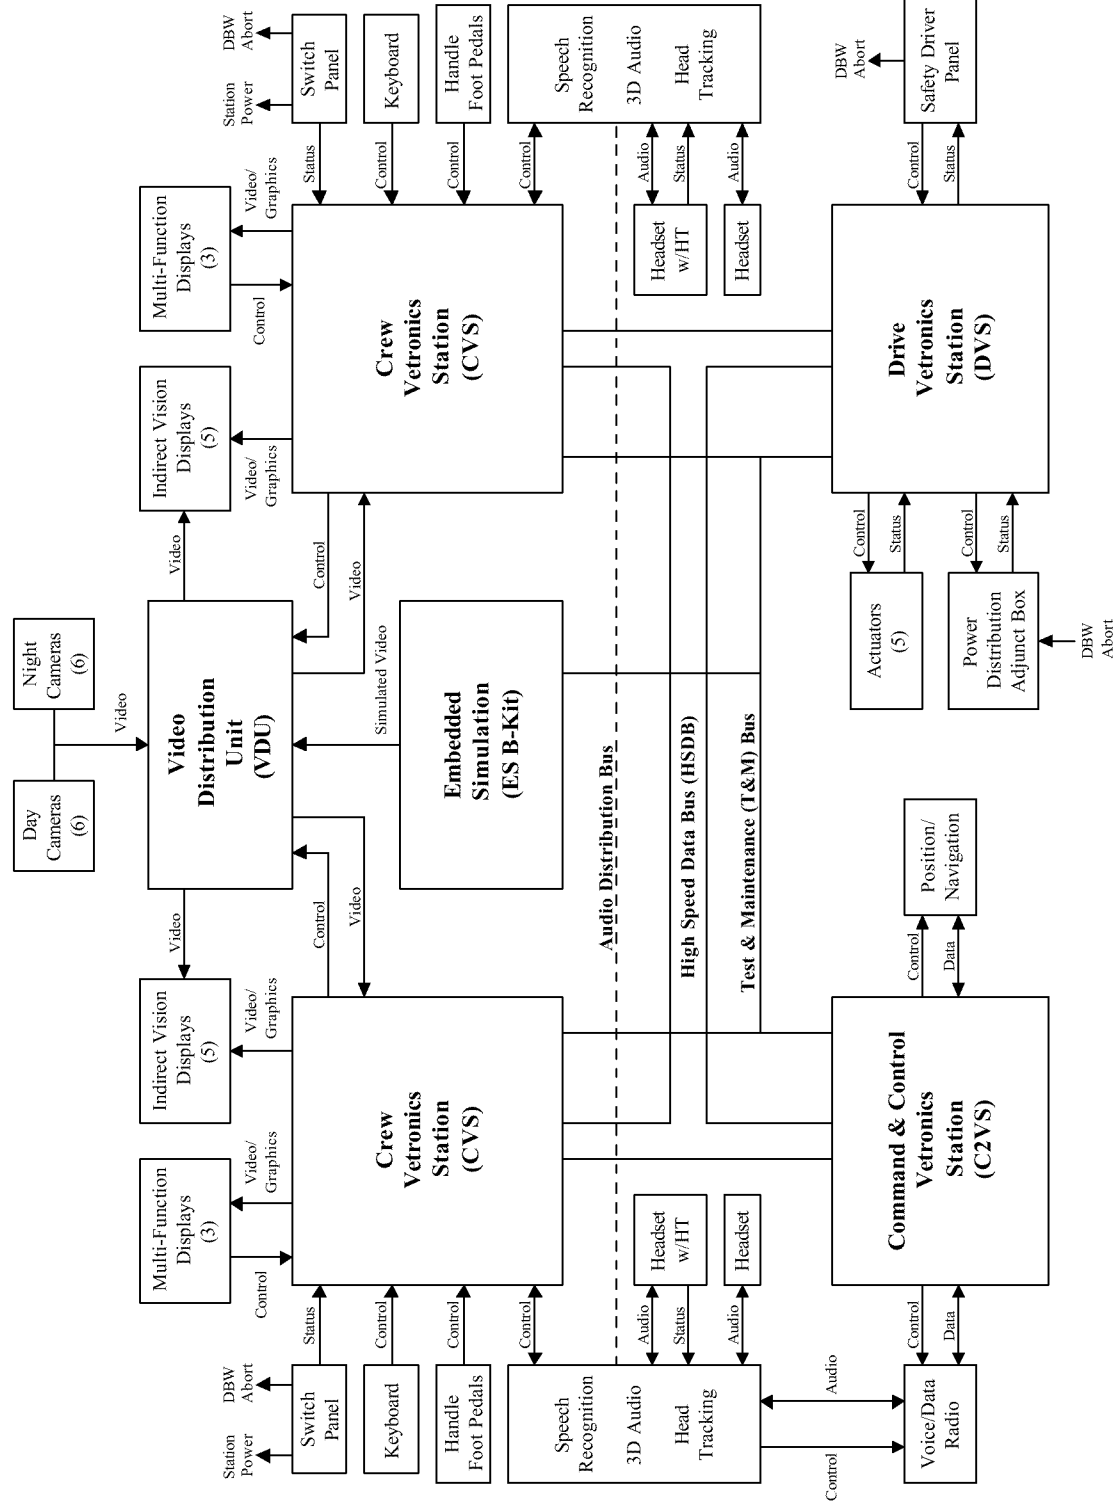 Day
Cameras
(6)
Night
Cameras
(6)
Video
Multi-Function
Displays
(3)
Indirect Vision
Displays
(5)
Video
Video
Distribution
Unit
(VDU)
Video
Indirect Vision
Displays
(5)
Multi-Function
Displays
(3)
Station
Power
DBW
Abort
Control
Video/
Graphics
Video/
Graphics
Video/
Graphics
Video/
Graphics
Control
Station
Power
DBW
Abort
Switch
Panel
Status
Control
Video
Control
Video
Status
Switch
Panel
Keyboard
Control
Crew
Vetronics
Station
(CVS)
Simulated Video
Crew
Vetronics
Station
(CVS)
Control
Keyboard
Handle
Foot Pedals
Control
Embedded
Simulation
(ES B-Kit)
Control
Handle
Foot Pedals
Speech
Recognition
3D Audio
Head
Tracking
Control
Control
Speech
Recognition
3D Audio
Head
Tracking
Audio Distribution Bus
Audio
Status
Headset
w/HT
Headset
w/HT
Audio
Status
High Speed Data Bus (HSDB)
Audio
Headset
Headset
Audio
Test & Maintenance (T&M) Bus
Control
Audio
Voice/Data
Radio
Control
Data
Command & Control
Vetronics
Station
(C2VS)
Control
Data
Position/
Navigation
Actuators
(5)
Control
Status
Power
Distribution
Adjunct Box
Control
Status
DBW
Abort
Drive
Vetronics
Station
(DVS)
Control
Status
DBW
Abort
Safety Driver
Panel